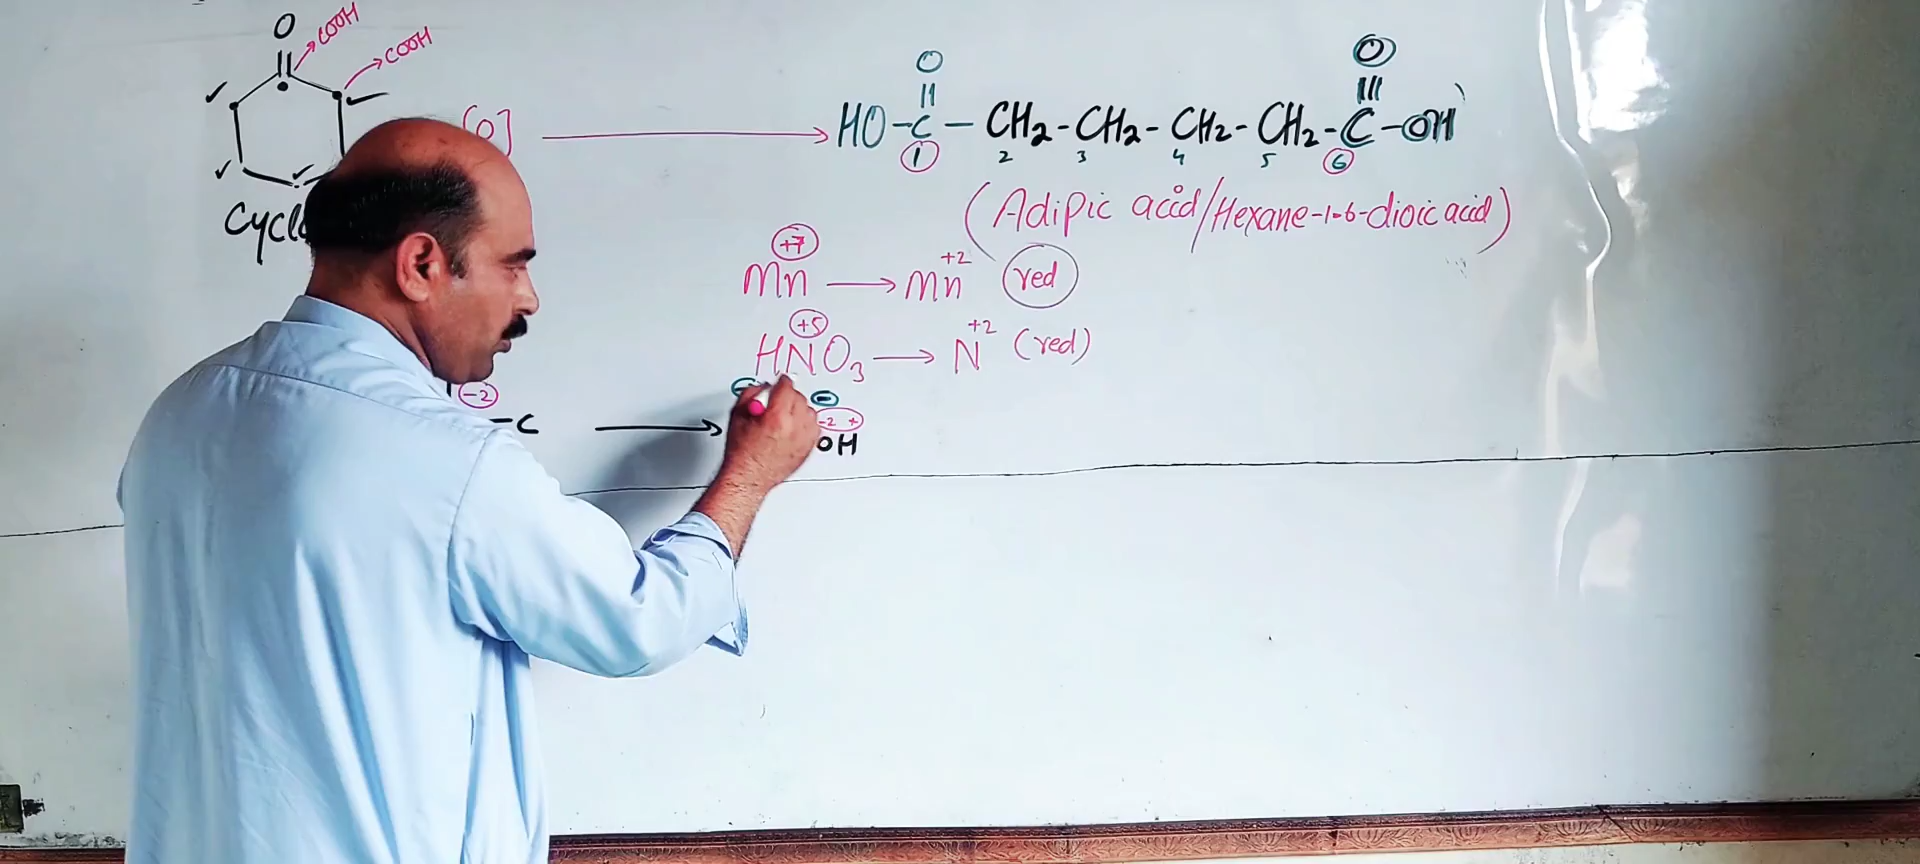 O
COOH
COOH
[O]
O O
|| |||
HO-C-CH2-CH2-CH2-CH2-C-OH
1 2 3 4 5 6
(Adipic acid/Hexane-1-6-dioic acid)
+7 +2
Mn → Mn (red)
+5 +2
HNO3 → N (red)
-2
-2 +
-C → OH